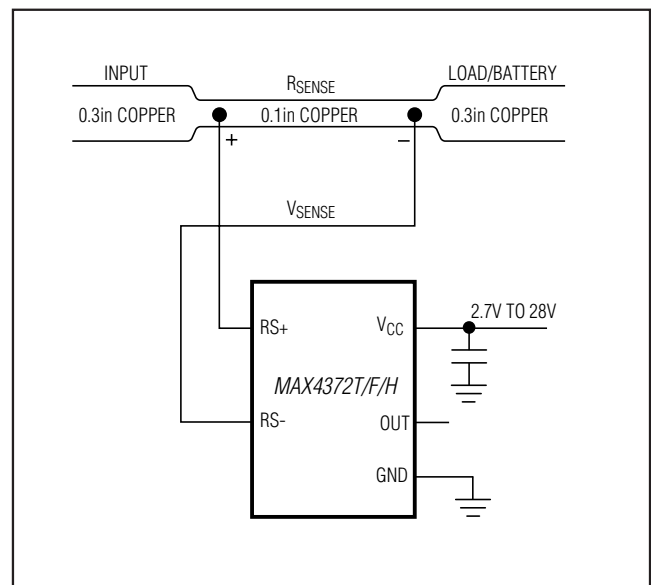 INPUT
RSENSE
LOAD/BATTERY
0.3in COPPER
0.1in COPPER
0.3in COPPER
+
−
VSENSE
2.7V TO 28V
RS+
VCC
MAX4372T/F/H
RS-
OUT
GND